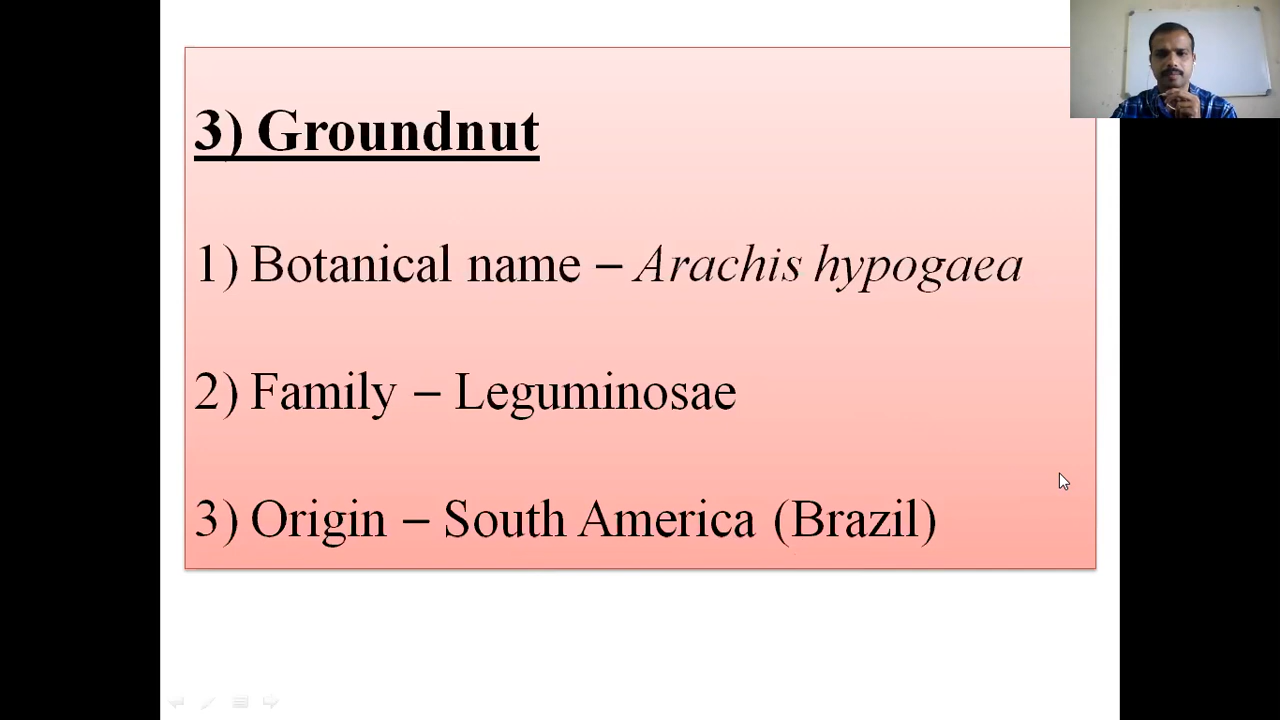 3) Groundnut
1) Botanical name – Arachis hypogaea
2) Family – Leguminosae
3) Origin – South America (Brazil)